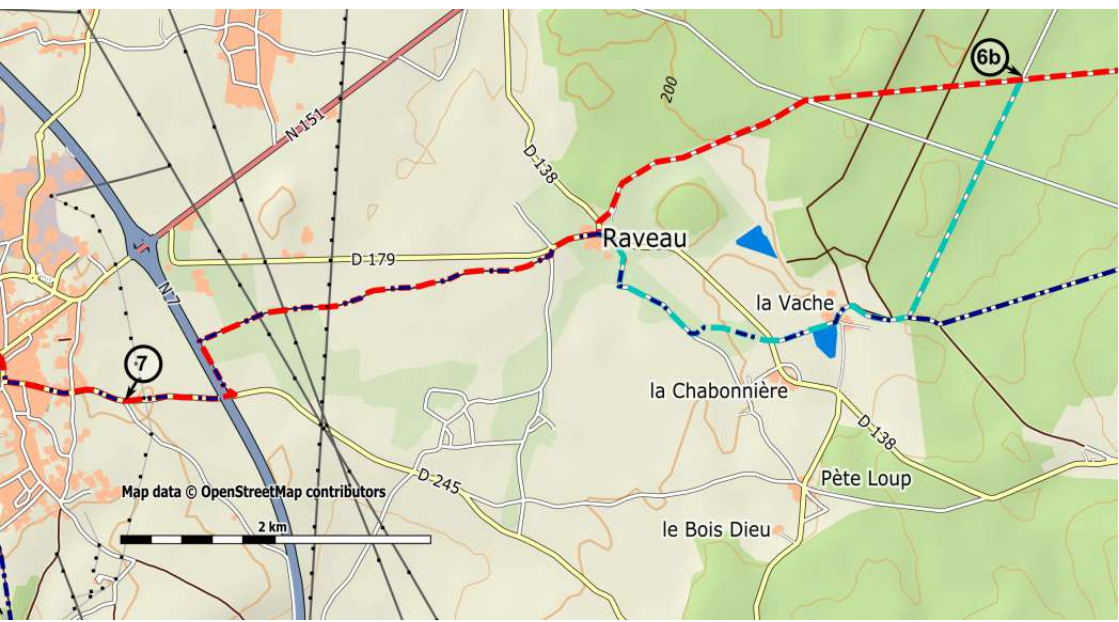 6b
200
N 151
D 138
Raveau
D 179
N 7
la Vache
7
la Chabonnière
D 138
D 245
Pète Loup
Map data © OpenStreetMap contributors
2 km
le Bois Dieu